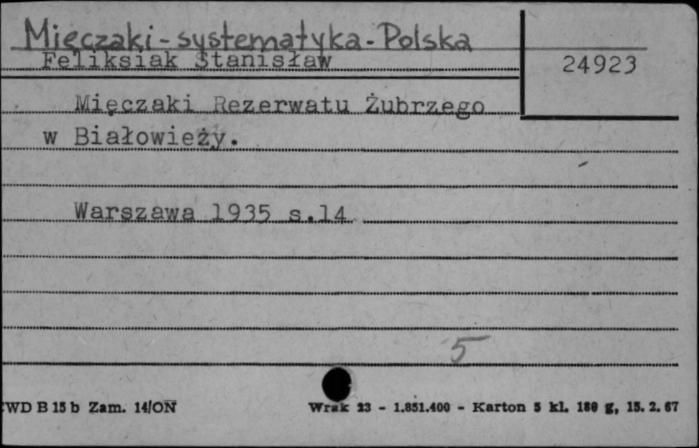 Mięczaki - systematyka - Polska
Feliksiak Stanisław
24923
Mięczaki Rezerwatu Żubrzego
w Białowieży.
Warszawa 1935 s.14
5
WD B 15 b Zam. 14/ON
Wrak 23 - 1.851.400 - Karton 5 kl. 180 g, 15. 2. 67